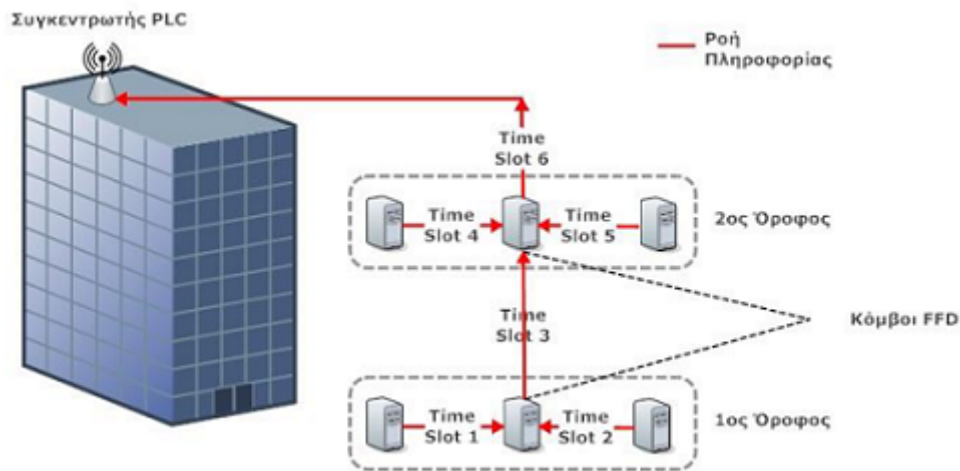 Συγκεντρωτής PLC
Ροή
Πληροφορίας
Time
Slot 6
Time
Slot 4
Time
Slot 5
2ος Όροφος
Time
Slot 3
Κόμβοι FFD
Time
Slot 1
Time
Slot 2
1ος Όροφος